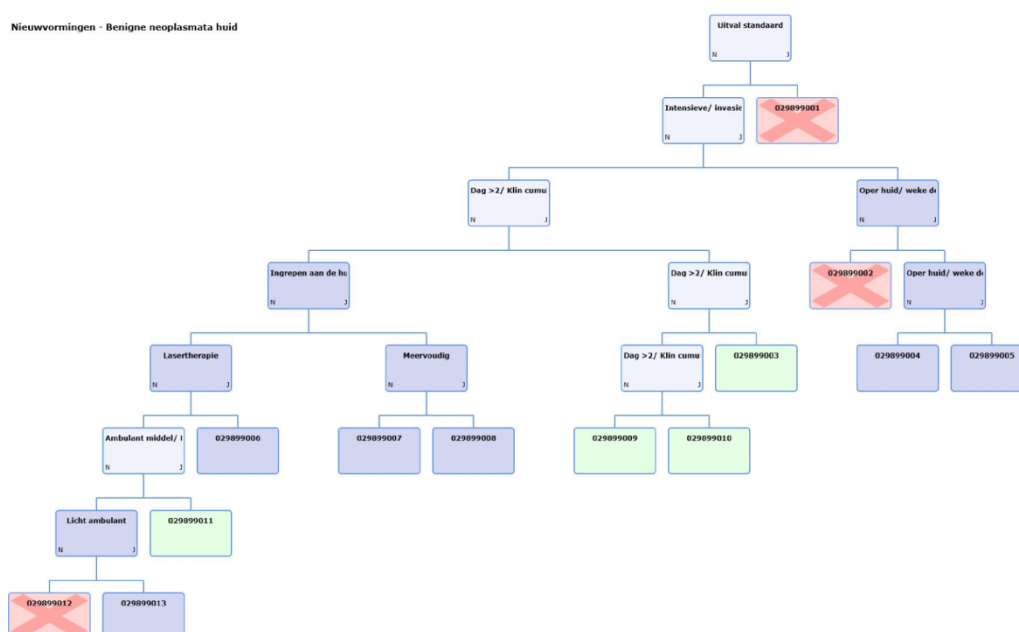 Nieuwvormingen - Benigne neoplasmata huid
Uitval standaard
N J
Intensieve/ invasie
N J
029899001
Dag >2/ Klin cumu
N J
Oper huid/ weke de
N J
Ingrepen aan de hu
N J
Dag >2/ Klin cumu
N J
029899002
Oper huid/ weke de
N J
Lasertherapie
N J
Meervoudig
N J
Dag >2/ Klin cumu
N J
029899003
029899004
029899005
Ambulant middel/
N J
029899006
029899007
029899008
029899009
029899010
Licht ambulant
N J
029899011
029899012
029899013